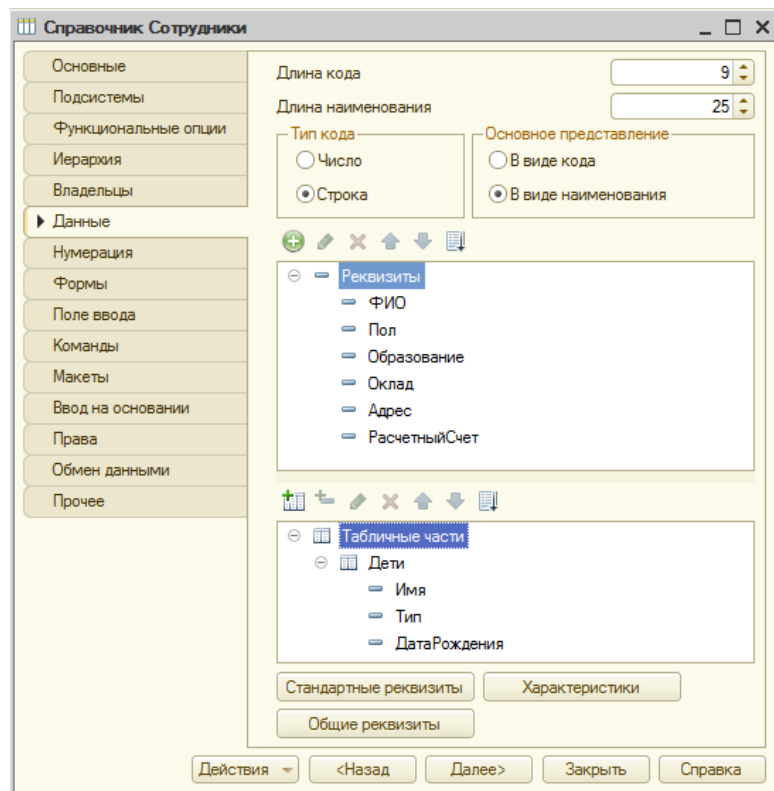 Справочник Сотрудники
Основные
Подсистемы
Функциональные опции
Иерархия
Владельцы
Данные
Нумерация
Формы
Поле ввода
Команды
Макеты
Ввод на основании
Права
Обмен данными
Прочее
Длина кода 9
Длина наименования 25
Тип кода
Число
Строка
Основное представление
В виде кода
В виде наименования
Реквизиты
ФИО
Пол
Образование
Оклад
Адрес
РасчетныйСчет
Табличные части
Дети
Имя
Тип
ДатаРождения
Стандартные реквизиты Характеристики
Общие реквизиты
Действия <Назад Далее> Закрыть Справка